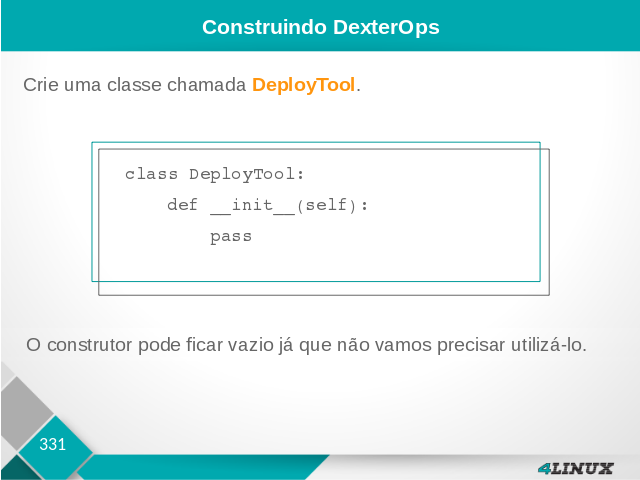 Construindo DexterOps
Crie uma classe chamada DeployTool.
class DeployTool:
def __init__(self):
pass
O construtor pode ficar vazio já que não vamos precisar utilizá-lo.
331
4LINUX